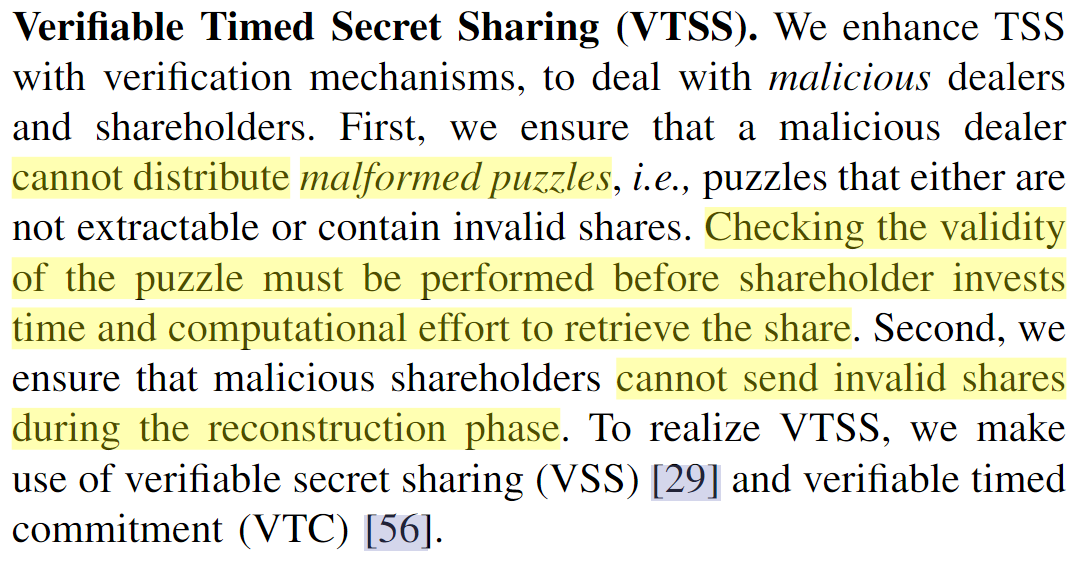 Verifiable Timed Secret Sharing (VTSS). We enhance TSS
with verification mechanisms, to deal with malicious dealers
and shareholders. First, we ensure that a malicious dealer
cannot distribute malformed puzzles, i.e., puzzles that either are
not extractable or contain invalid shares. Checking the validity
of the puzzle must be performed before shareholder invests
time and computational effort to retrieve the share. Second, we
ensure that malicious shareholders cannot send invalid shares
during the reconstruction phase. To realize VTSS, we make
use of verifiable secret sharing (VSS) [29] and verifiable timed
commitment (VTC) [56].